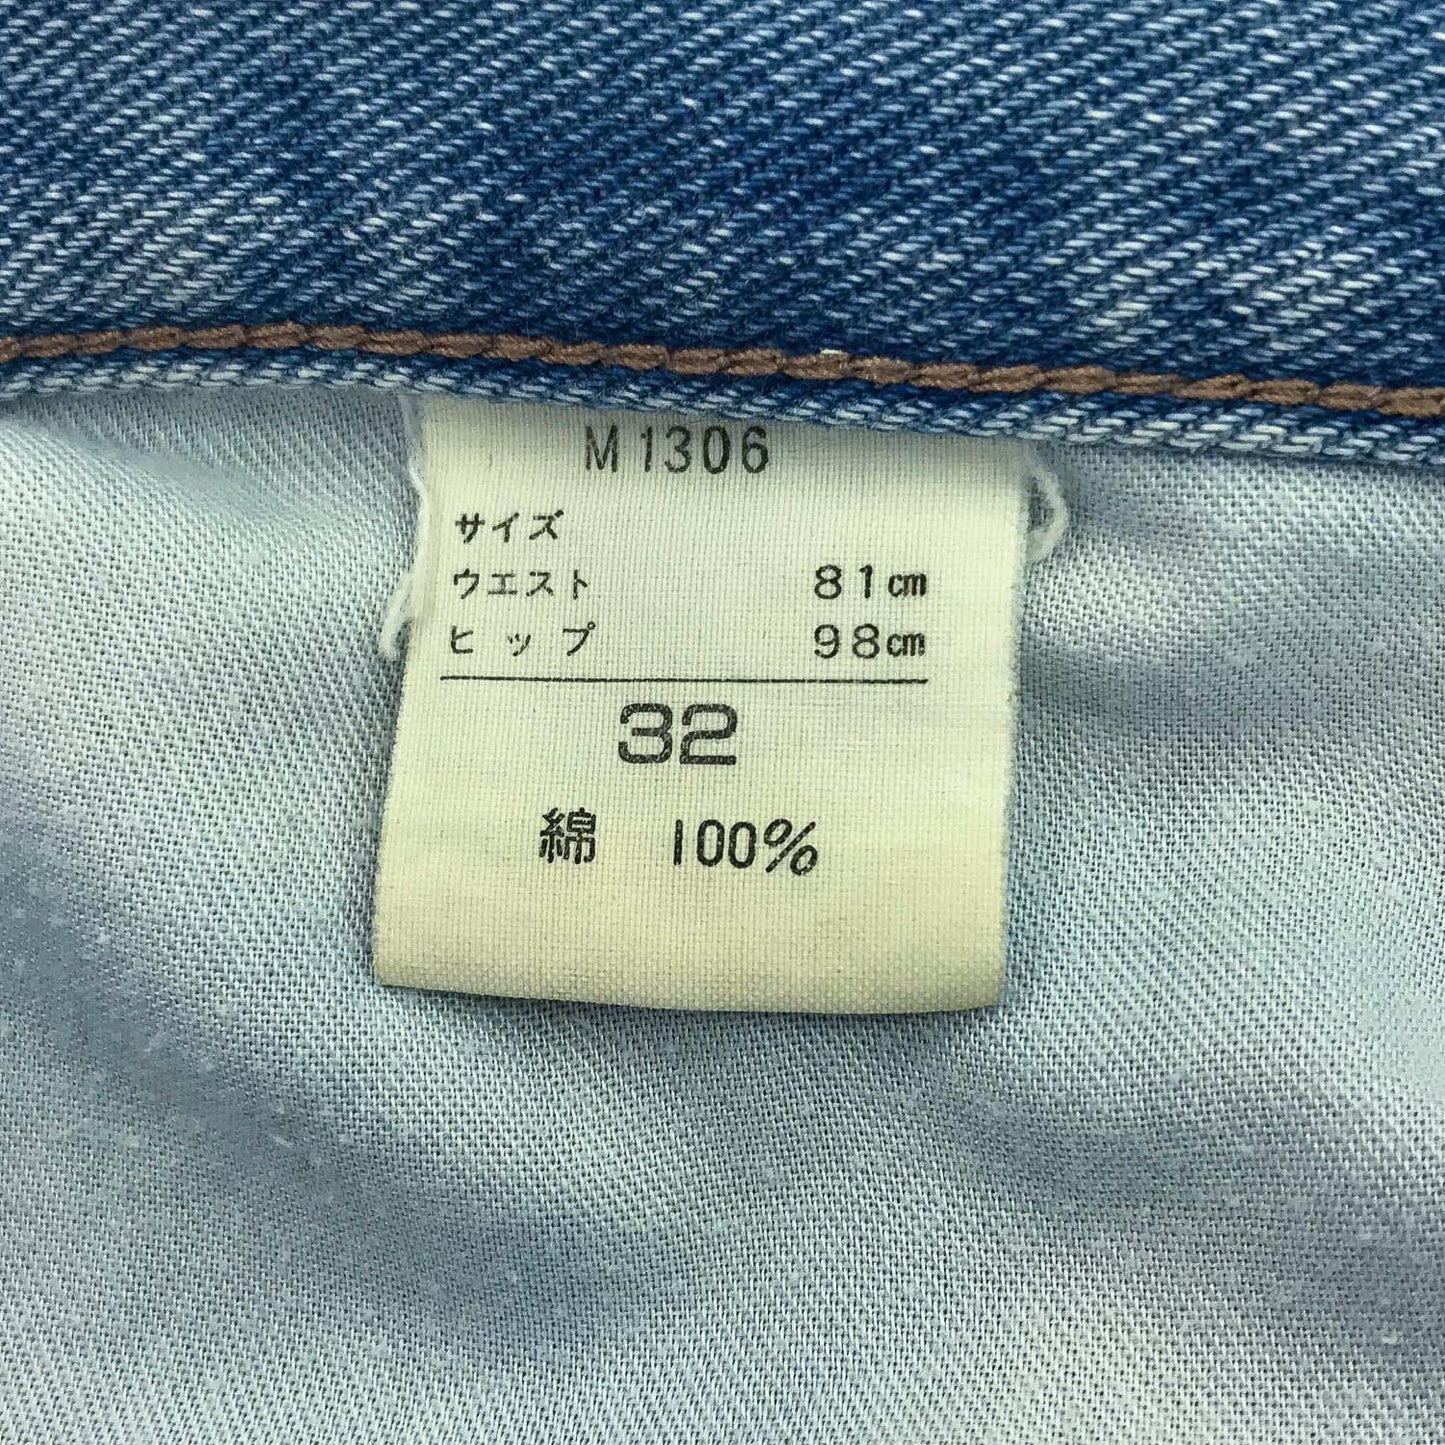 M1306
サイズ
ウエスト 81㎝
ヒップ 98㎝
32
綿 100%